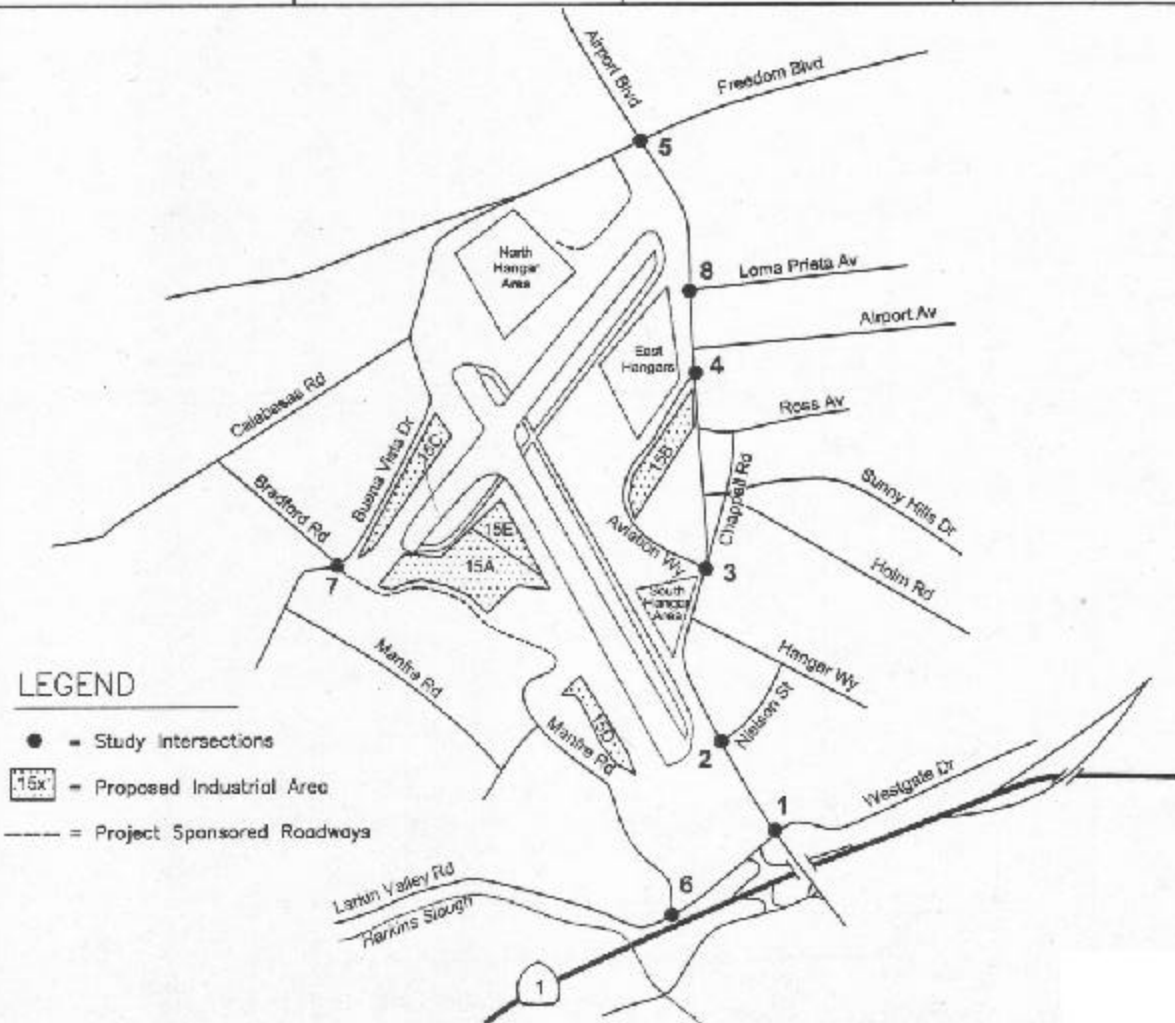 Airport Blvd
Freedom Blvd
5
North
Hangar
Area
8
Loma Prieta Av
Airport Av
East
Hangars
4
Ross Av
Calabasas Rd
Buena Vista Dr
15C
15B
Chappell Rd
Sunny Hills Dr
Bradford Rd
15E
Aviation Wy
15A
3
Holm Rd
7
South
Hangar
Area
Manfre Rd
Hangar Wy
LEGEND
Nielson St
= Study Intersections
15D
Manfre Rd
2
15x
= Proposed Industrial Area
Westgate Dr
1
= Project Sponsored Roadways
Larkin Valley Rd
6
Harkins Slough
1